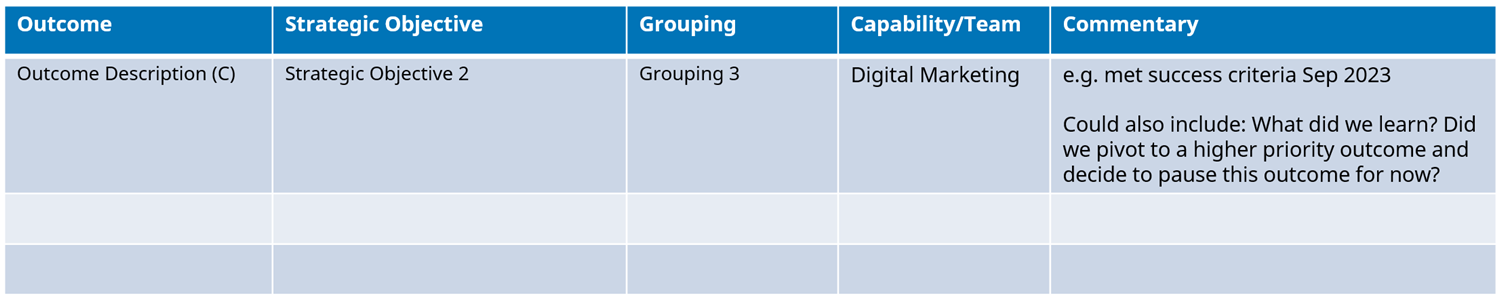 Outcome Strategic Objective Grouping Capability/Team Commentary
Outcome Description (C) Strategic Objective 2 Grouping 3 Digital Marketing e.g. met success criteria Sep 2023
Could also include: What did we learn? Did
we pivot to a higher priority outcome and
decide to pause this outcome for now?